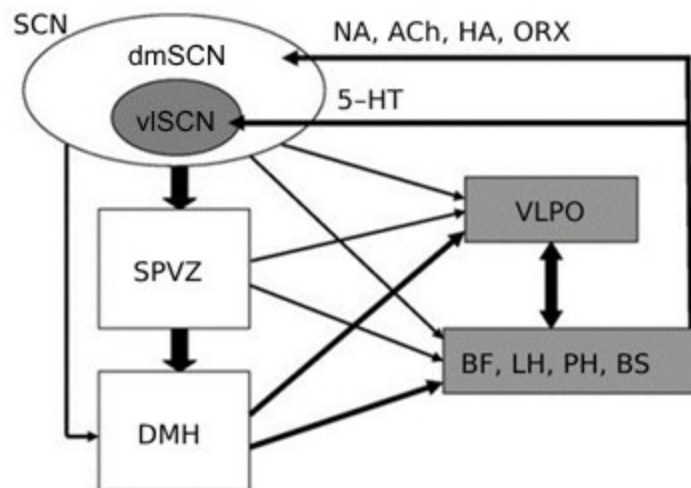 SCN
NA, ACh, HA, ORX
dmSCN
5-HT
vlSCN
VLPO
SPVZ
BF, LH, PH, BS
DMH